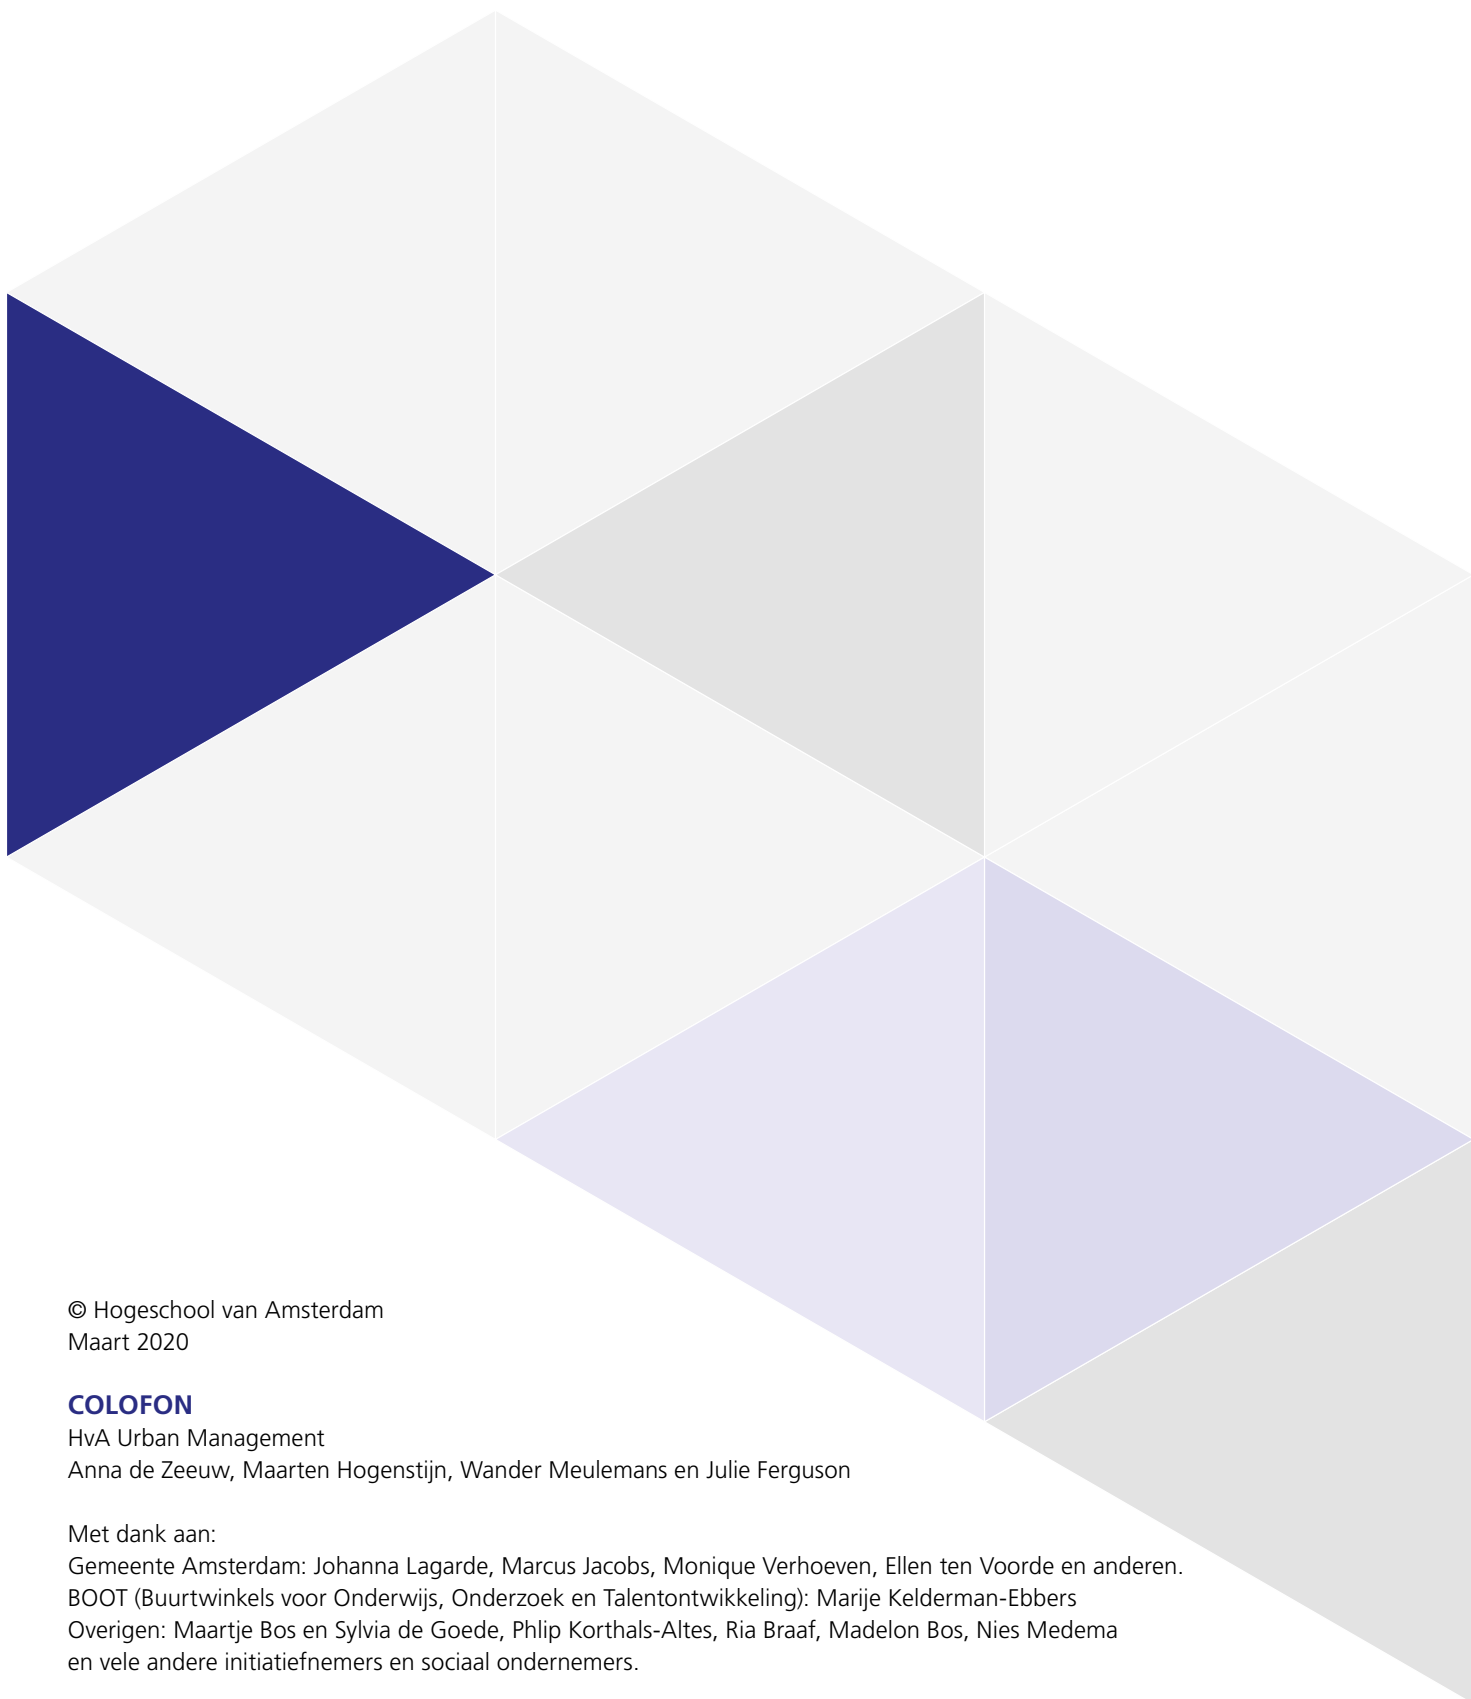 © Hogeschool van Amsterdam
Maart 2020
COLOFON
HvA Urban Management
Anna de Zeeuw, Maarten Hogenstijn, Wander Meulemans en Julie Ferguson
Met dank aan:
Gemeente Amsterdam: Johanna Lagarde, Marcus Jacobs, Monique Verhoeven, Ellen ten Voorde en anderen.
BOOT (Buurtwinkels voor Onderwijs, Onderzoek en Talentontwikkeling): Marije Kelderman-Ebbers
Overigen: Maartje Bos en Sylvia de Goede, Phlip Korthals-Altes, Ria Braaf, Madelon Bos, Nies Medema
en vele andere initiatiefnemers en sociaal ondernemers.